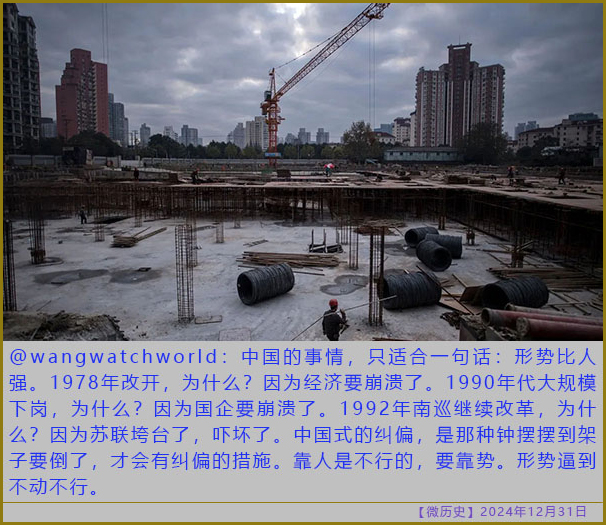 @wangwatchworld：中国的事情，只适合一句话：形势比人
强。1978年改开，为什么？因为经济要崩溃了。1990年代大规模
下岗，为什么？因为国企要崩溃了。1992年南巡继续改革，为什
么？因为苏联垮台了，吓坏了。中国式的纠偏，是那种钟摆摆到架
子要倒了，才会有纠偏的措施。靠人是不行的，要靠势。形势逼到
不动不行。
【微历史】2024年12月31日